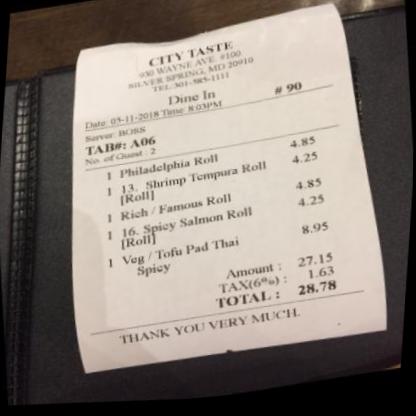 CITY TASTE
930 WAYNE AVE. #100
SILVER SPRING, MD 20910
TEL:301-585-1111
Dine In # 90
Date: 05-11-2018 Time: 8:03PM
Server: BOSS
TAB#: A06
No. of Guest : 2
1 Philadelphia Roll 4.85
1 13. Shrimp Tempura Roll 4.25
[Roll]
1 Rich / Famous Roll 4.85
1 16. Spicy Salmon Roll 4.25
[Roll]
1 Veg / Tofu Pad Thai 8.95
Spicy
Amount : 27.15
TAX(6%) : 1.63
TOTAL : 28.78
THANK YOU VERY MUCH.